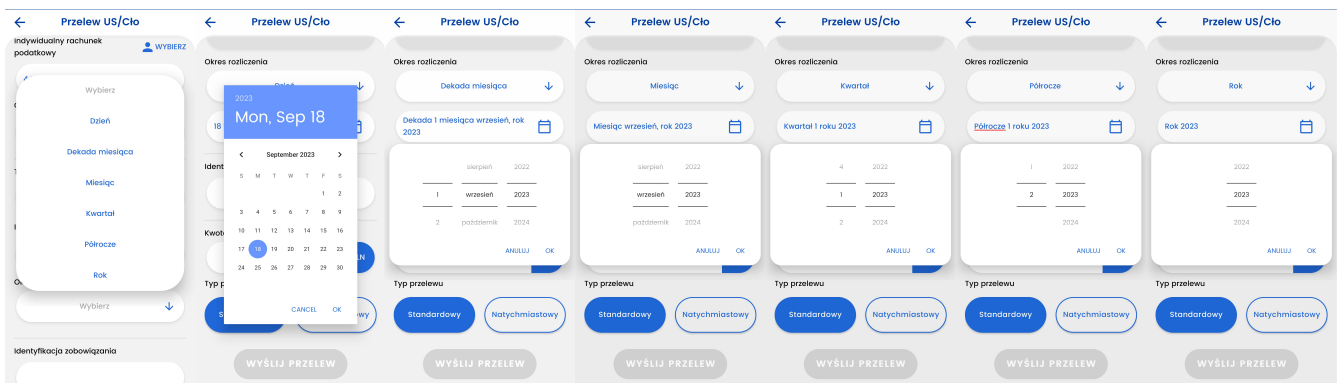 Przelew US/Cło
indywidualny rachunek
podatkowy
WYBIERZ
Wybierz
Dzień
Dekada miesiąca
Miesiąc
Kwartał
Półrocze
Rok
Wybierz
Identyfikacja zobowiązania
Przelew US/Cło
Okres rozliczenia
18
2023
Mon, Sep 18
September 2023
S M T W T F S
1 2
3 4 5 6 7 8 9
10 11 12 13 14 15 16
17 18 19 20 21 22 23
24 25 26 27 28 29 30
CANCEL OK
WYŚLIJ PRZELEW
Przelew US/Cło
Okres rozliczenia
Dekada miesiąca
Dekada 1 miesiąca wrzesień, rok
2023
sierpień 2022
1 wrzesień 2023
2 październik 2024
ANULUJ OK
Typ przelewu
Standardowy Natychmiastowy
WYŚLIJ PRZELEW
Przelew US/Cło
Okres rozliczenia
Miesiąc
Miesiąc wrzesień, rok 2023
sierpień 2022
wrzesień 2023
październik 2024
ANULUJ OK
Typ przelewu
Standardowy Natychmiastowy
WYŚLIJ PRZELEW
Przelew US/Cło
Okres rozliczenia
Kwartał
Kwartał 1 roku 2023
4 2022
1 2023
2 2024
ANULUJ OK
Typ przelewu
Standardowy Natychmiastowy
WYŚLIJ PRZELEW
Przelew US/Cło
Okres rozliczenia
Półrocze
Półrocze 1 roku 2023
1 2022
2 2023
2024
ANULUJ OK
Typ przelewu
Standardowy Natychmiastowy
WYŚLIJ PRZELEW
Przelew US/Cło
Okres rozliczenia
Rok
Rok 2023
2022
2023
2024
ANULUJ OK
Typ przelewu
Standardowy Natychmiastowy
WYŚLIJ PRZELEW